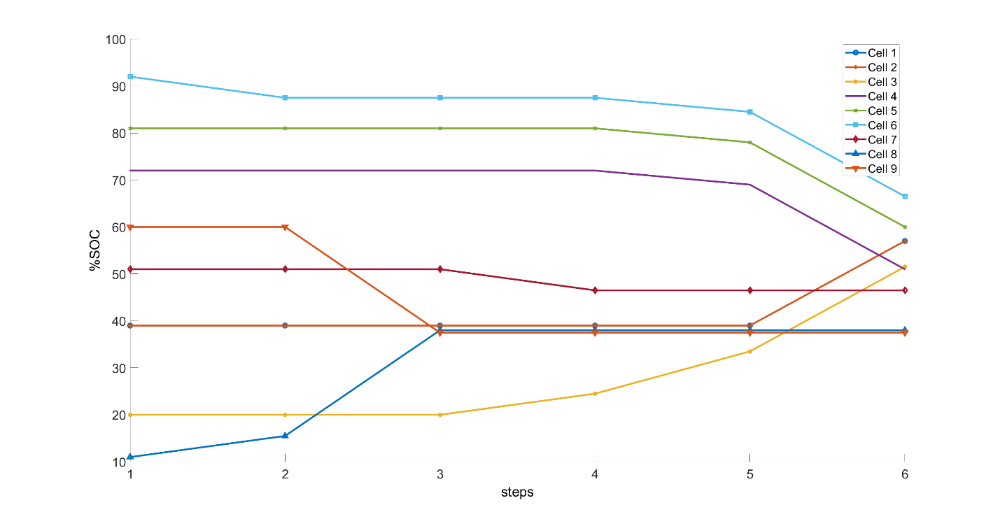 100
90
80
70
60
50
40
30
20
10
%SOC
1 2 3 4 5 6
steps
Cell 1
Cell 2
Cell 3
Cell 4
Cell 5
Cell 6
Cell 7
Cell 8
Cell 9